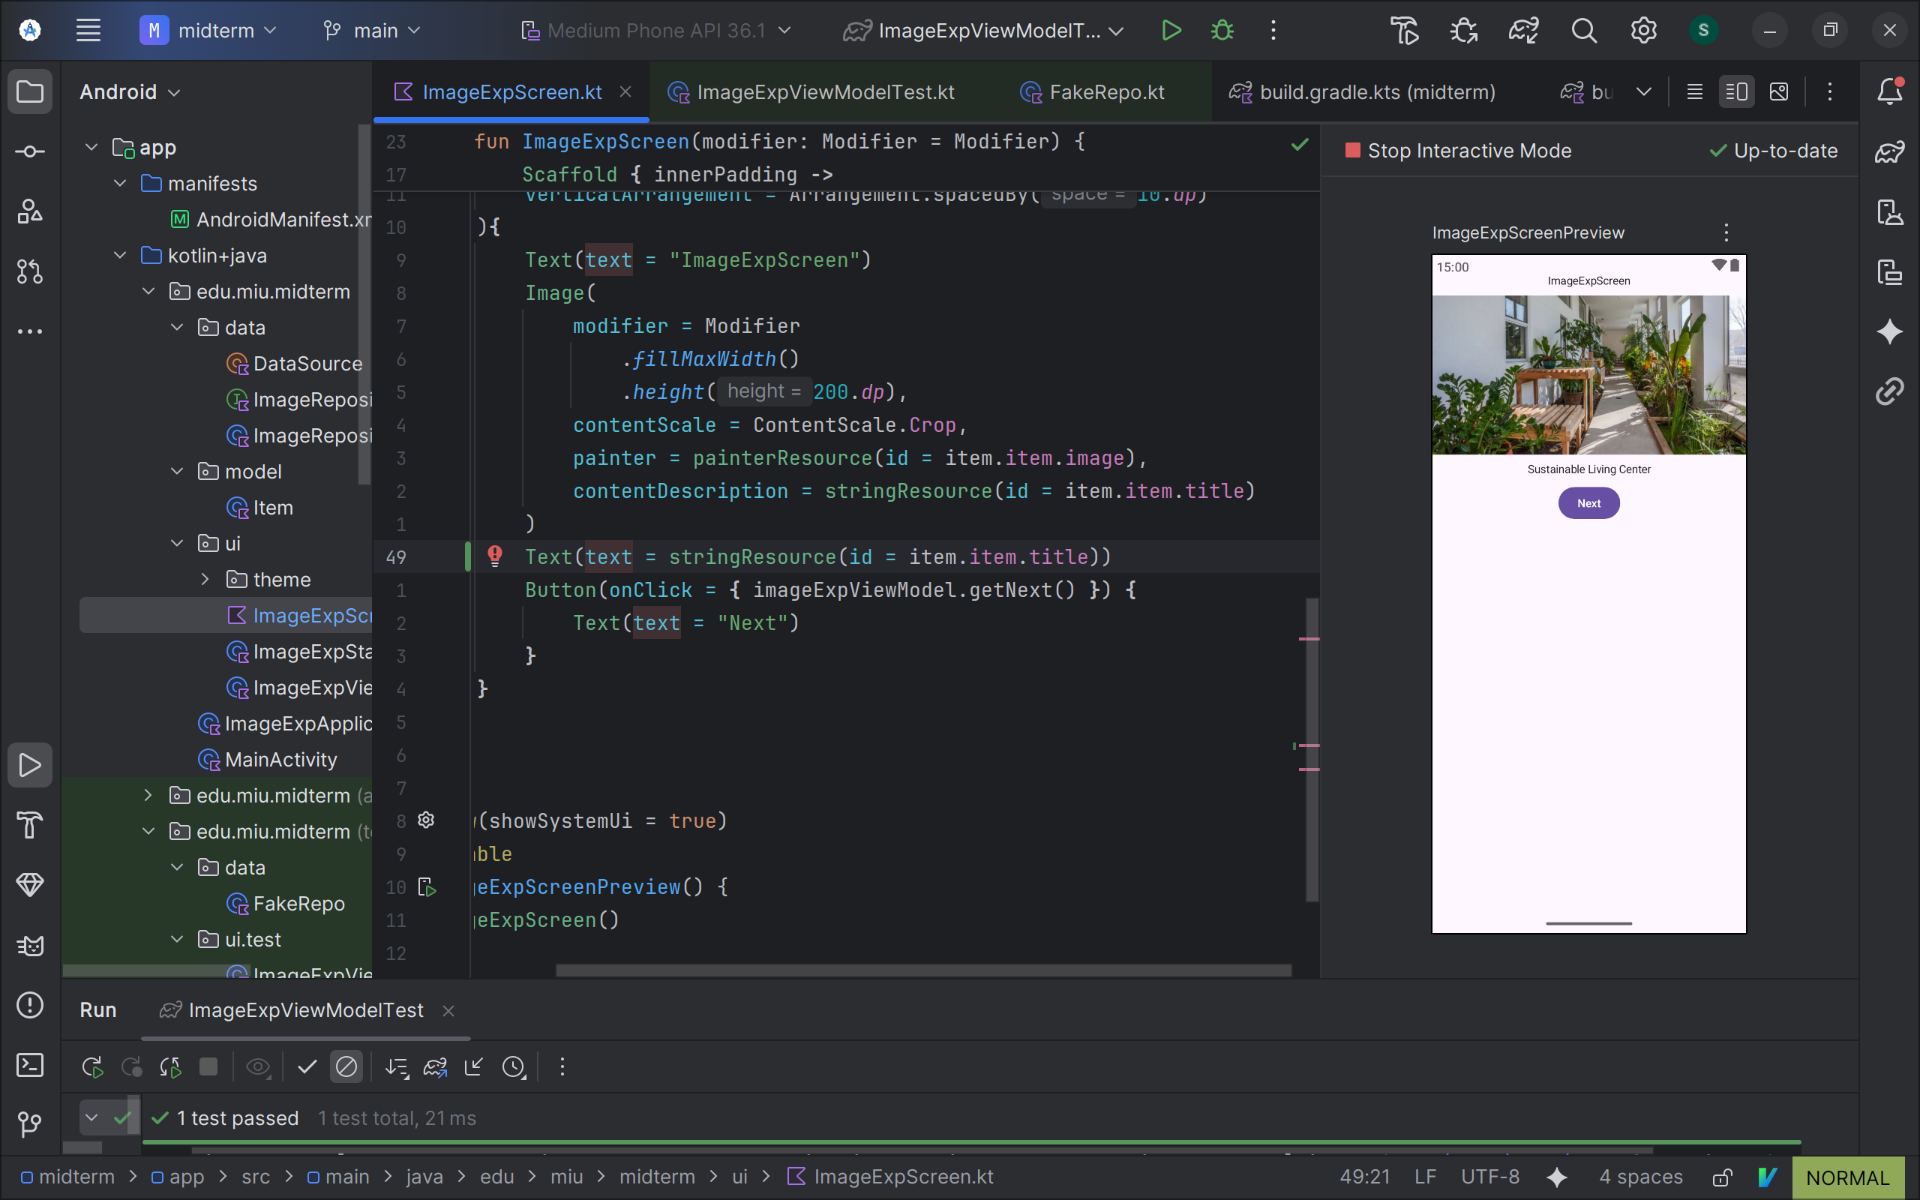 M midterm main Medium Phone API 36.1 ImageExpViewModelT... S
Android
ImageExpScreen.kt ImageExpViewModelTest.kt FakeRepo.kt build.gradle.kts (midterm) bu
app
manifests
AndroidManifest.xm
kotlin+java
edu.miu.midterm
data
DataSource
ImageReposi
ImageReposi
model
Item
ui
theme
ImageExpScr
ImageExpSta
ImageExpVie
ImageExpApplic
MainActivity
edu.miu.midterm (a
edu.miu.midterm (te
data
FakeRepo
ui.test
ImageExpVie
23 fun ImageExpScreen(modifier: Modifier = Modifier) {
17 Scaffold { innerPadding ->
11 verticalArrangement = Arrangement.spacedBy( space = 10.dp)
10 ){
9 Text(text = "ImageExpScreen")
8 Image(
7 modifier = Modifier
6 .fillMaxWidth()
5 .height( height = 200.dp),
4 contentScale = ContentScale.Crop,
3 painter = painterResource(id = item.item.image),
2 contentDescription = stringResource(id = item.item.title)
1 )
49 Text(text = stringResource(id = item.item.title))
1 Button(onClick = { imageExpViewModel.getNext() }) {
2 Text(text = "Next")
3 }
4 }
5
6
7
8 (showSystemUi = true)
9 able
10 geExpScreenPreview() {
11 geExpScreen()
12
Stop Interactive Mode Up-to-date
ImageExpScreenPreview
15:00
ImageExpScreen
Sustainable Living Center
Next
Run ImageExpViewModelTest
1 test passed 1 test total, 21 ms
midterm > app > src > main > java > edu > miu > midterm > ui > ImageExpScreen.kt 49:21 LF UTF-8 4 spaces NORMAL